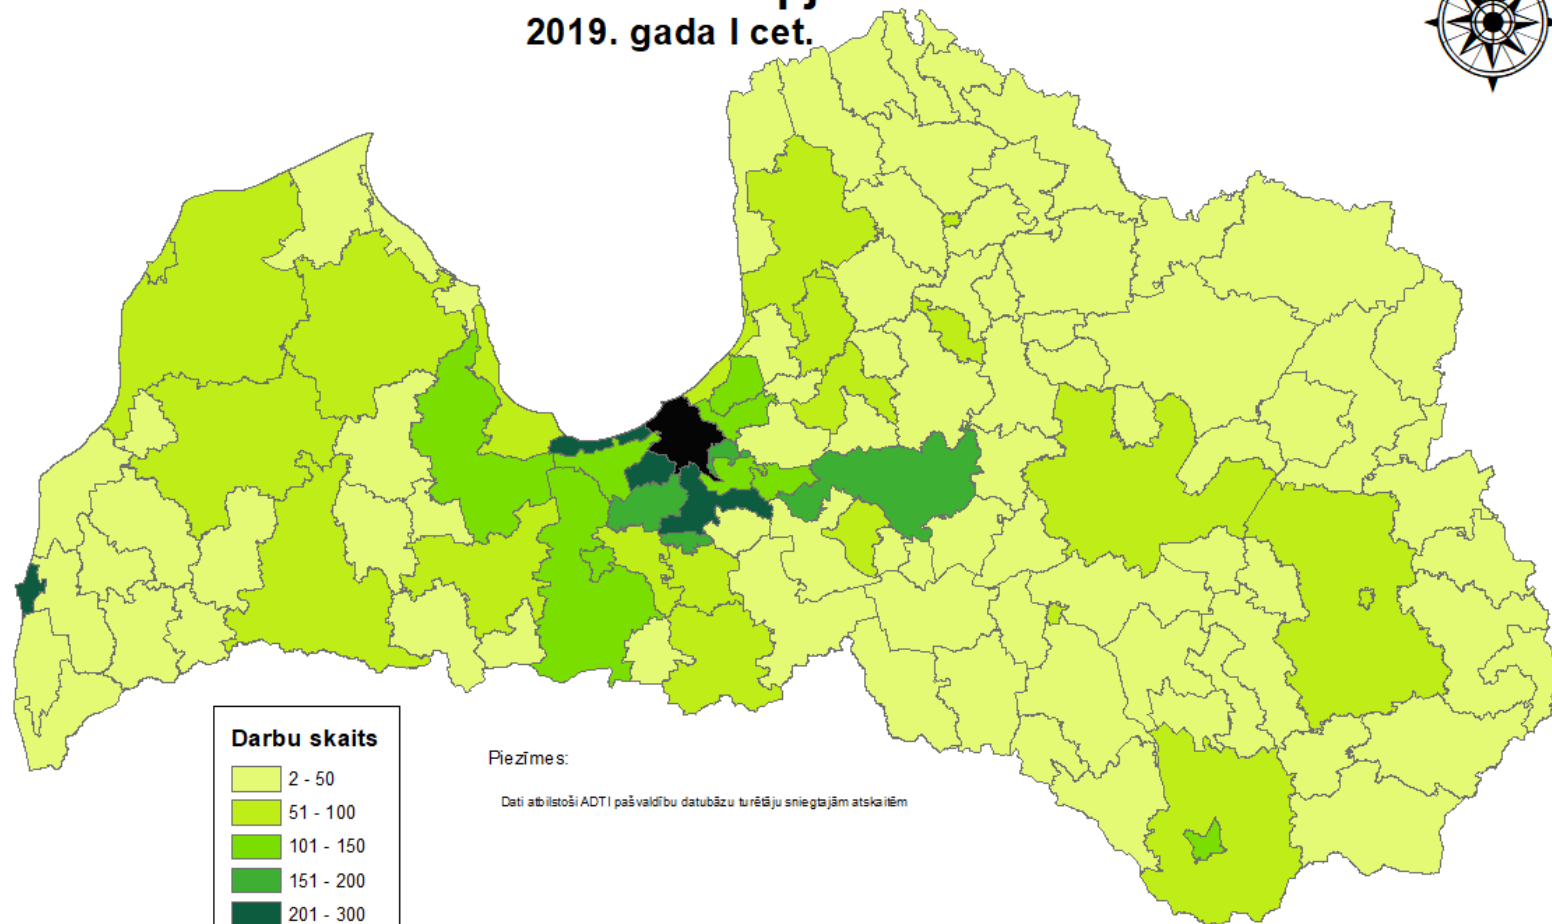 2019. gada I cet.
Darbu skaits
2 - 50
51 - 100
101 - 150
151 - 200
201 - 300
Piezīmes:
Dati atbilstoši ADTI pašvaldību datubāzu turētāju sniegtajām atskaitēm